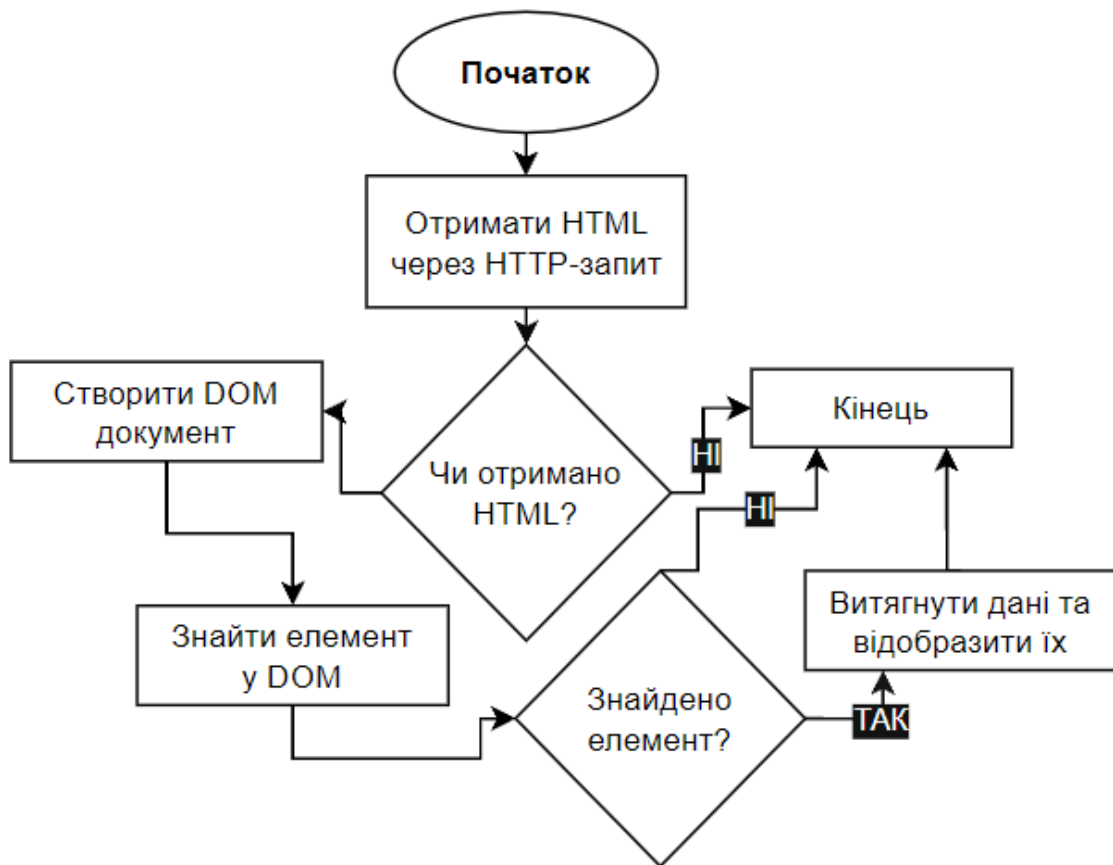 Початок
Отримати HTML
через HTTP-запит
Створити DOM
документ
Чи отримано
HTML?
НІ
Кінець
НІ
Знайти елемент
у DOM
Знайдено
елемент?
ТАК
Витягнути дані та
відобразити їх